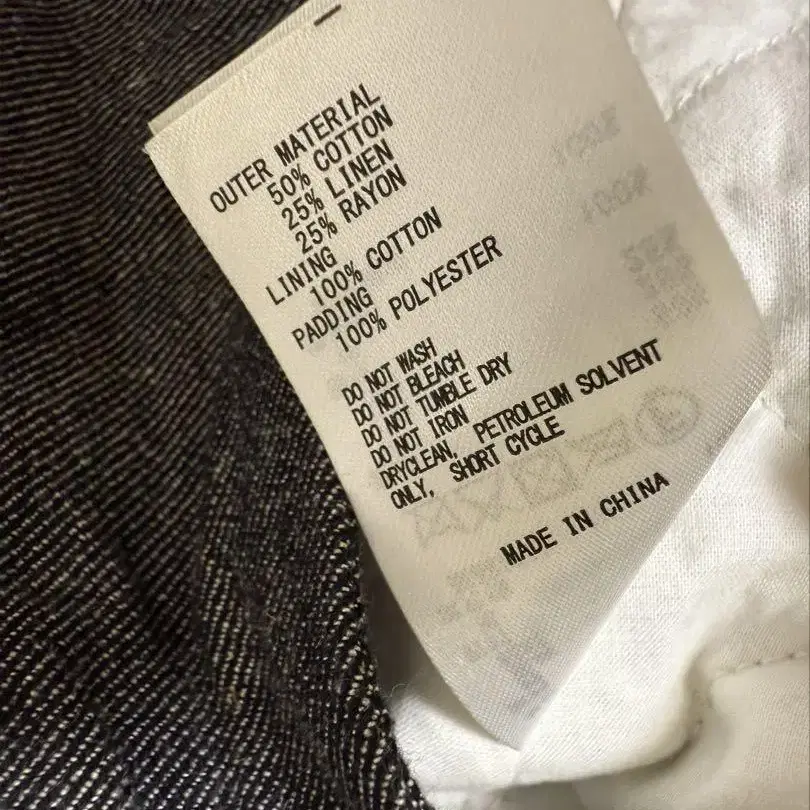 OUTER MATERIAL
50% COTTON
25% LINEN
25% RAYON
LINING
100% COTTON
PADDING
100% POLYESTER
DO NOT WASH
DO NOT BLEACH
DO NOT TUMBLE DRY
DO NOT IRON
DRYCLEAN, PETROLEUM SOLVENT
ONLY, SHORT CYCLE
MADE IN CHINA